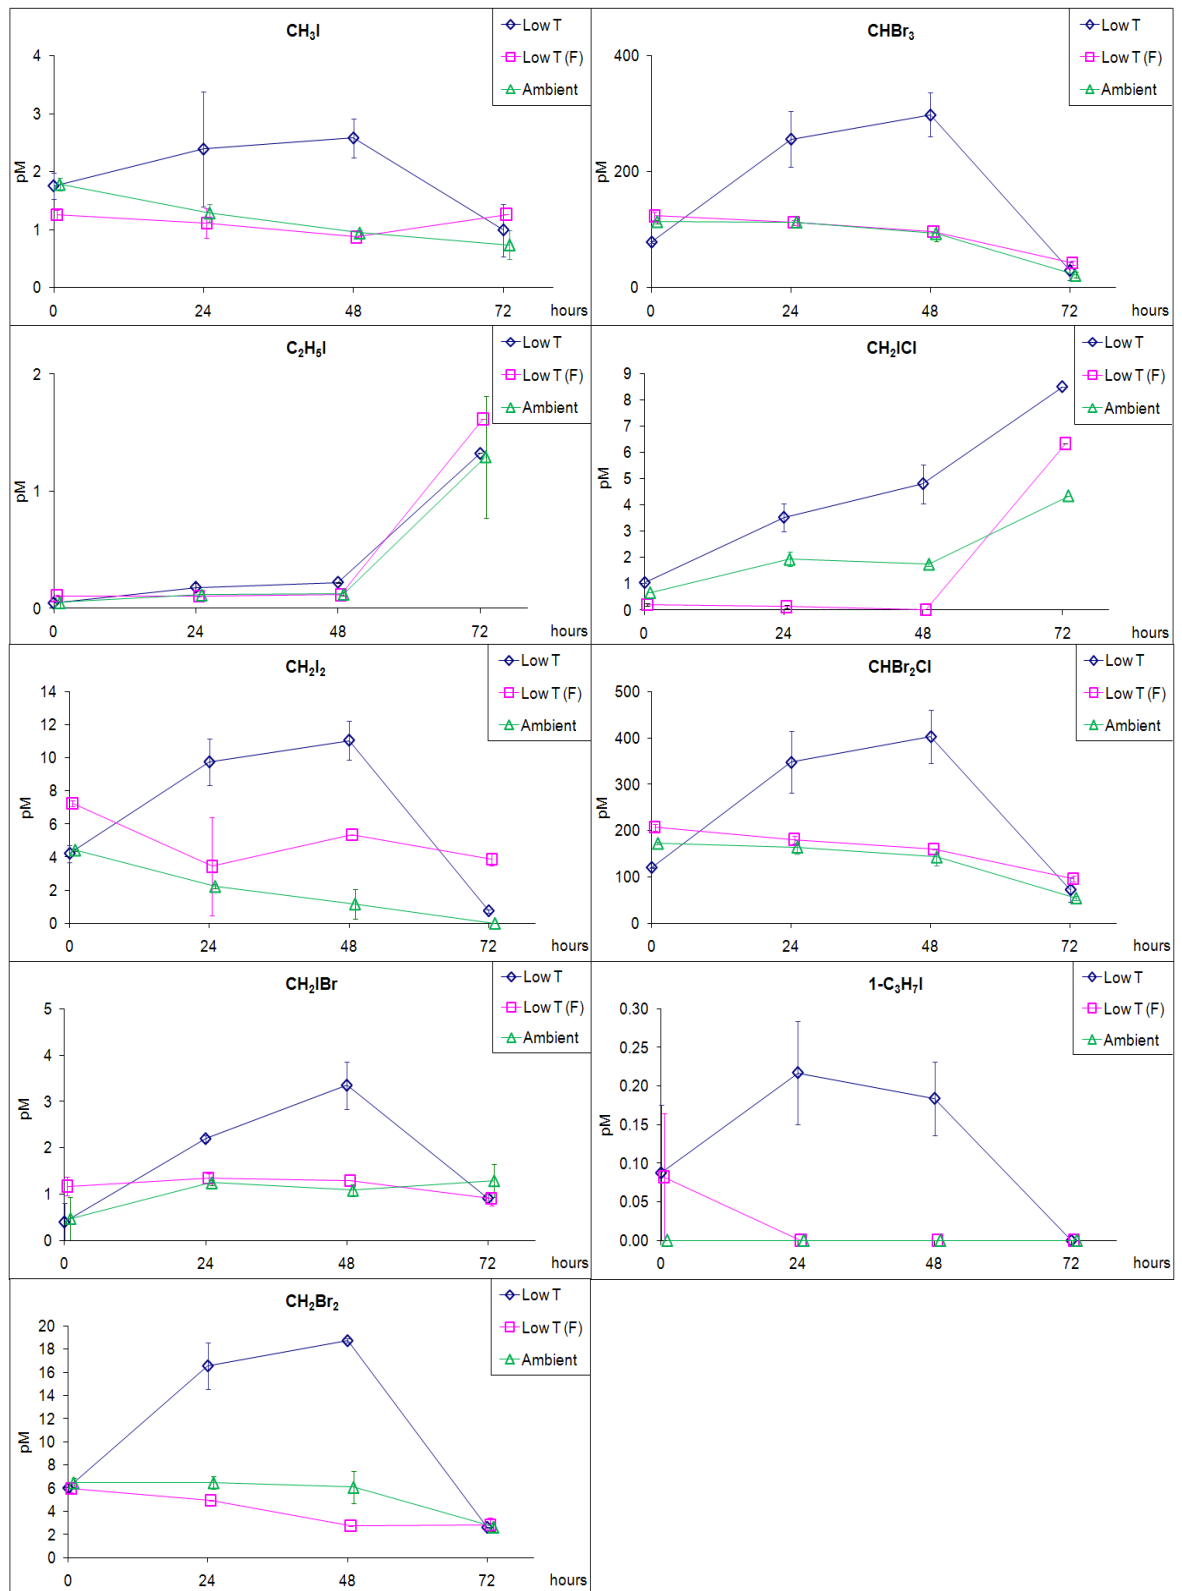 CH₃I
Low T
Low T (F)
Ambient
4
3
2
1
0
pM
0 24 48 72 hours
CHBr₃
Low T
Low T (F)
Ambient
400
200
0
pM
0 24 48 72 hours
C₂H₅I
Low T
Low T (F)
Ambient
2
1
0
pM
0 24 48 72 hours
CH₂ICl
Low T
Low T (F)
Ambient
9
8
7
6
5
4
3
2
1
0
pM
0 24 48 72 hours
CH₂I₂
Low T
Low T (F)
Ambient
14
12
10
8
6
4
2
0
pM
0 24 48 72 hours
CHBr₂Cl
Low T
Low T (F)
Ambient
500
400
300
200
100
0
pM
0 24 48 72 hours
CH₂IBr
Low T
Low T (F)
Ambient
5
4
3
2
1
0
pM
0 24 48 72 hours
1-C₃H₇I
Low T
Low T (F)
Ambient
0.30
0.25
0.20
0.15
0.10
0.05
0.00
pM
0 24 48 72 hours
CH₂Br₂
Low T
Low T (F)
Ambient
20
18
16
14
12
10
8
6
4
2
0
pM
0 24 48 72 hours